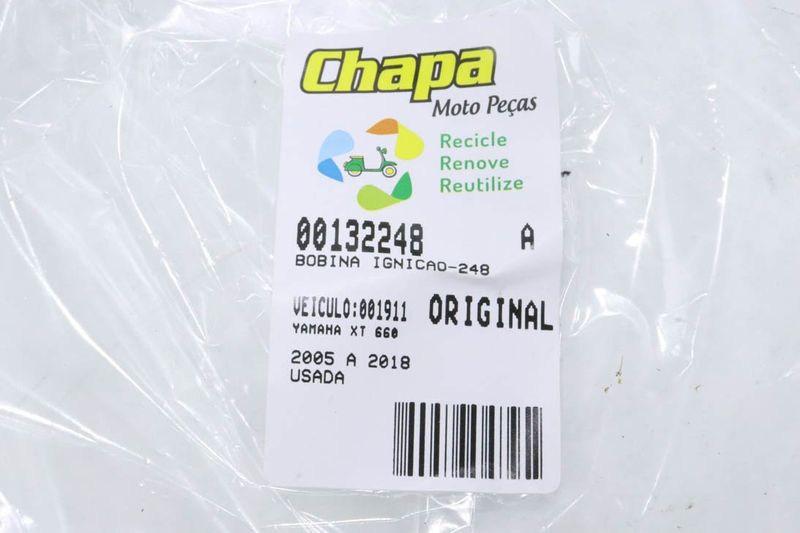 Chapa
Moto Peças
Recicle
Renove
Reutilize
00132248 A
BOBINA IGNICAO-248
VEICULO:001911 ORIGINAL
YAMAHA XT 660
2005 A 2018
USADA